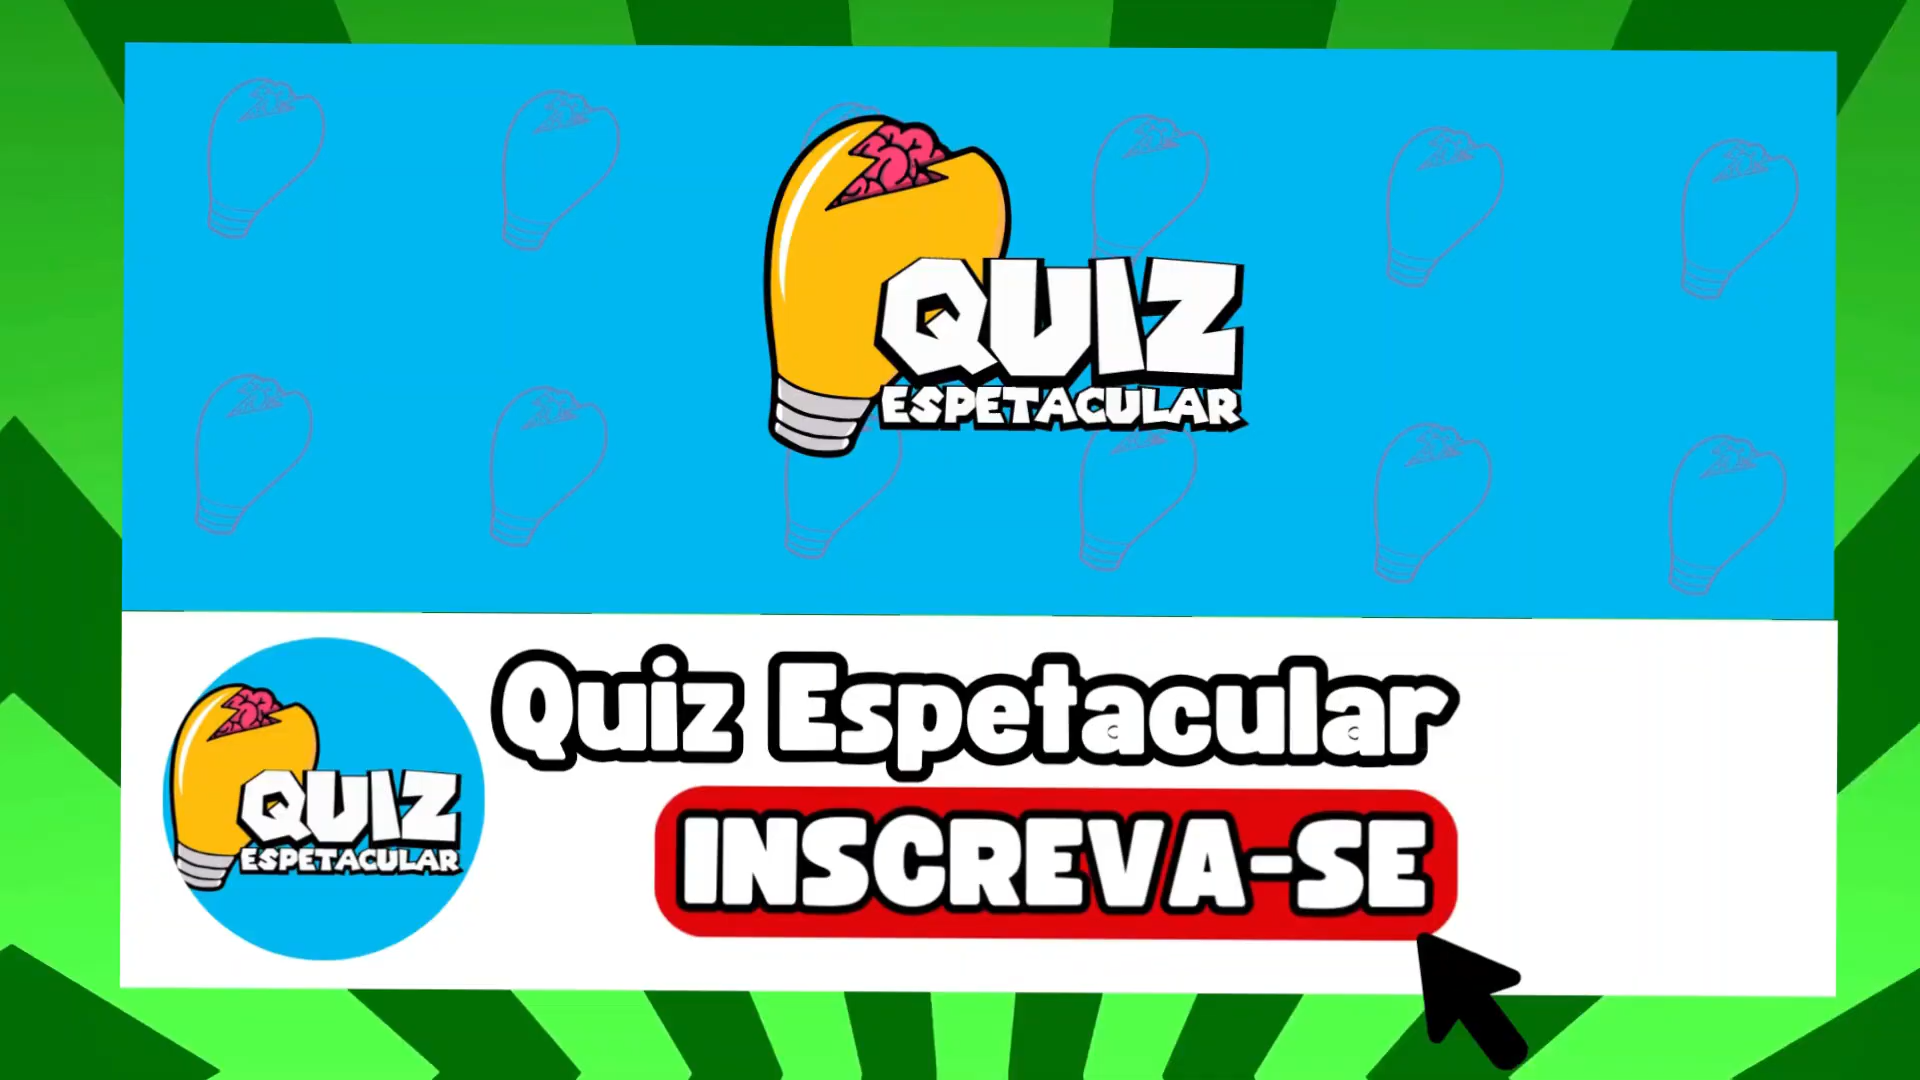 QUIZ
ESPETACULAR
Quiz Espetacular
QUIZ
ESPETACULAR
INSCREVA-SE